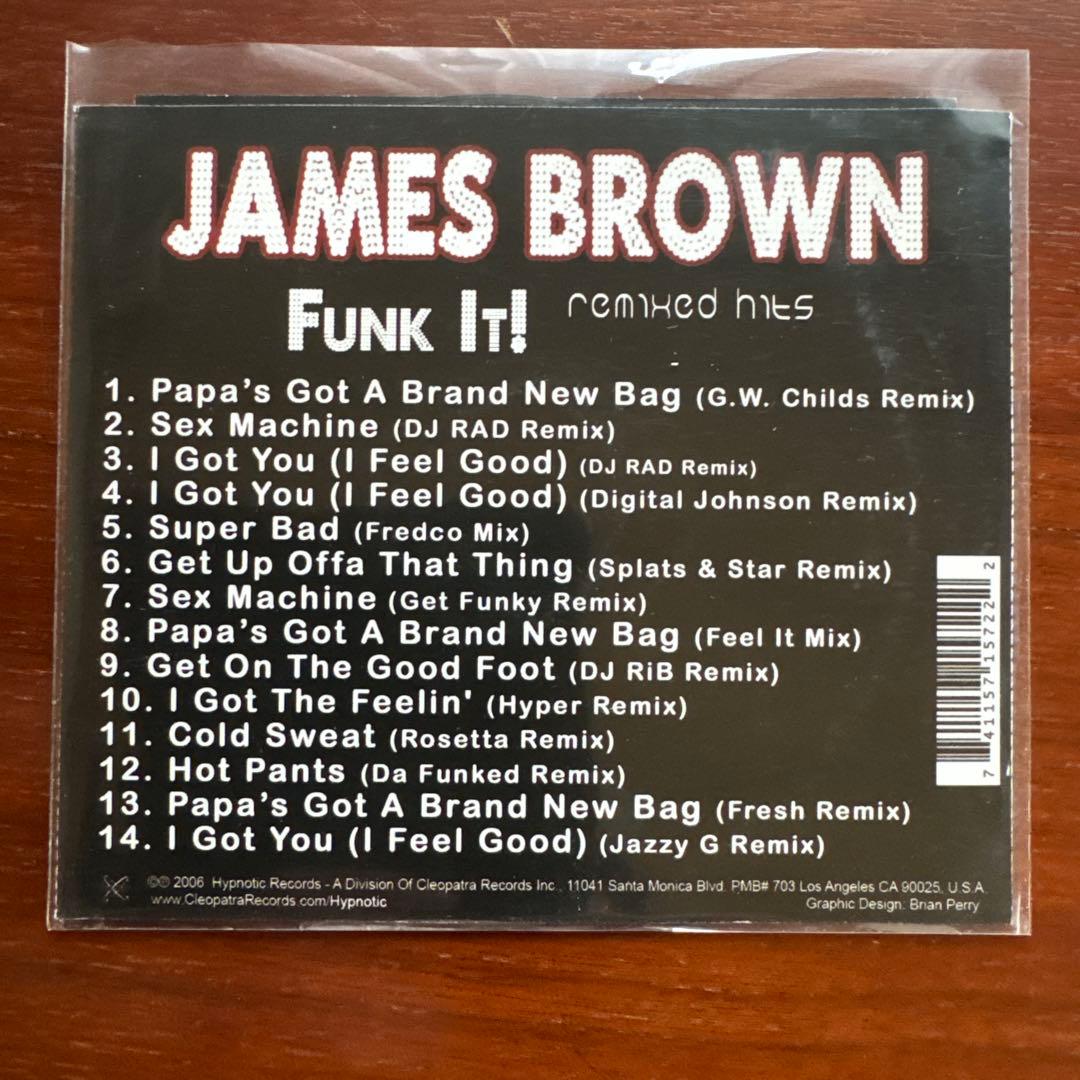 JAMES BROWN
FUNK IT! remixed hits
1. Papa's Got A Brand New Bag (G.W. Childs Remix)
2. Sex Machine (DJ RAD Remix)
3. I Got You (I Feel Good) (DJ RAD Remix)
4. I Got You (I Feel Good) (Digital Johnson Remix)
5. Super Bad (Fredco Mix)
6. Get Up Offa That Thing (Splats & Star Remix)
7. Sex Machine (Get Funky Remix)
8. Papa's Got A Brand New Bag (Feel It Mix)
9. Get On The Good Foot (DJ RiB Remix)
10. I Got The Feelin' (Hyper Remix)
11. Cold Sweat (Rosetta Remix)
12. Hot Pants (Da Funked Remix)
13. Papa's Got A Brand New Bag (Fresh Remix)
14. I Got You (I Feel Good) (Jazzy G Remix)
7 41157 15722 2
©℗ 2006 Hypnotic Records - A Division Of Cleopatra Records Inc., 11041 Santa Monica Blvd. PMB# 703 Los Angeles CA 90025, U.S.A.
www.CleopatraRecords.com/Hypnotic
Graphic Design: Brian Perry